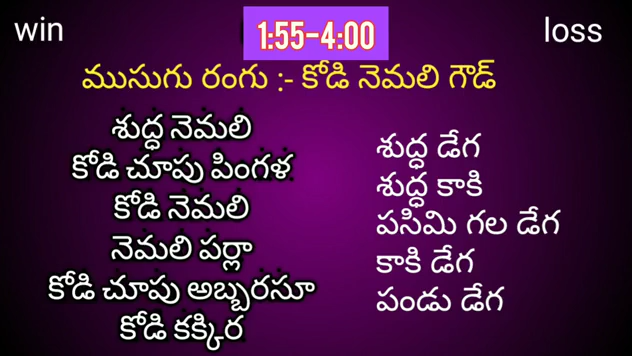 win
1:55-4:00
loss
ముసుగు రంగు :- కోడి నెమలి గౌడ్
శుద్ధ నెమలి
కోడి చూపు పింగళ
కోడి నెమలి
నెమలి పర్లా
కోడి చూపు అబ్బరసూ
కోడి కక్కిర
శుద్ధ డేగ
శుద్ధ కాకి
పసిమి గల డేగ
కాకి డేగ
పండు డేగ